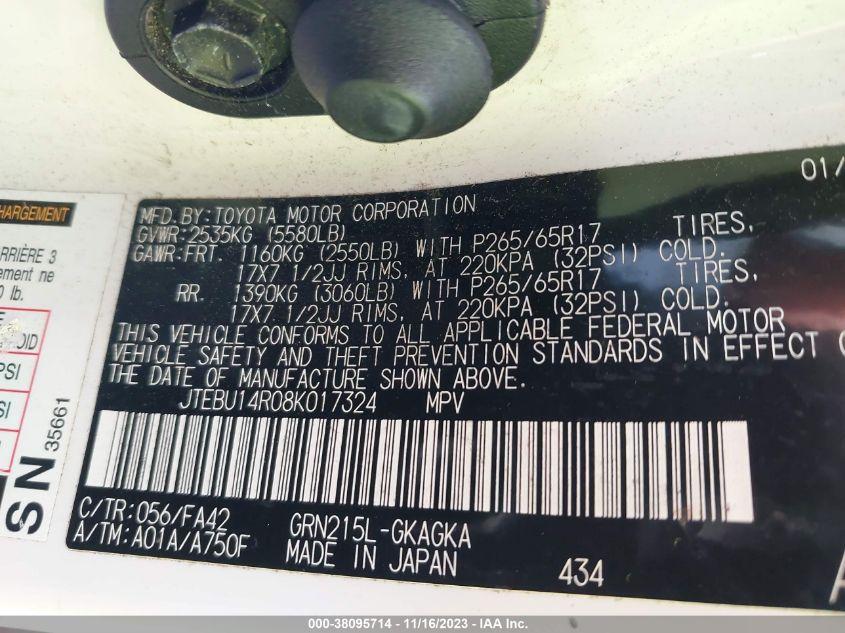 01/
MFD.BY:TOYOTA MOTOR CORPORATION
GVWR:2535KG (5580LB)
GAWR:FRT. 1160KG (2550LB) WITH P265/65R17 TIRES,
17X7 1/2JJ RIMS, AT 220KPA (32PSI) COLD.
RR. 1390KG (3060LB) WITH P265/65R17 TIRES,
17X7 1/2JJ RIMS, AT 220KPA (32PSI) COLD.
THIS VEHICLE CONFORMS TO ALL APPLICABLE FEDERAL MOTOR
VEHICLE SAFETY AND THEFT PREVENTION STANDARDS IN EFFECT
THE DATE OF MANUFACTURE SHOWN ABOVE.
JTEBU14R08K017324 MPV
C/TR:056/FA42
A/TM:A01A/A750F
GRN215L-GKAGKA
MADE IN JAPAN
434
HARGEMENT
ARRIÈRE 3
ement ne
0 lb.
E
OID
PSI
SI
SN
35661
000-38095714 - 11/16/2023 - IAA Inc.